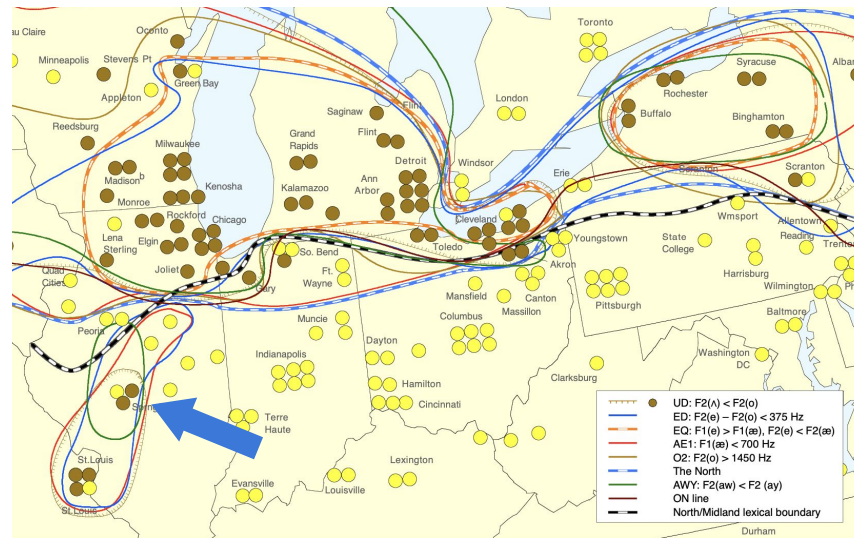 Toronto
au Claire
Oconto
Minneapolis
Stevens Pt
Green Bay
Appleton
Syracuse
Alba
Rochester
Buffalo
Saginaw
Flint
London
Binghamton
Reedsburg
Milwaukee
Grand
Rapids
Flint
Detroit
Windsor
Erie
Scranton
Scranton
Madison b
Kenosha
Kalamazoo
Ann
Arbor
Monroe
Rockford
Chicago
Cleveland
Wmsport
Allentown
Lena
Sterling
Elgin
Toledo
Youngstown
State
College
Reading
Trento
Joliet
So. Bend
Akron
Harrisburg
Quad
Cities
Gary
Ft.
Wayne
Mansfield
Canton
Massillon
Pittsburgh
Wilmington
Ph
Peoria
Muncie
Columbus
Baltmore
Indianapolis
Dayton
Washington
DC
Hamilton
Clarksburg
Spring
Cincinnati
Terre
Haute
St.Louis
Lexington
Evansville
Louisville
St.Louis
UD: F2(ʌ) < F2(o)
ED: F2(e) – F2(o) < 375 Hz
EQ: F1(e) > F1(æ), F2(e) < F2(æ)
AE1: F1(æ) < 700 Hz
O2: F2(o) > 1450 Hz
The North
AWY: F2(aw) < F2 (ay)
ON line
North/Midland lexical boundary
Durham